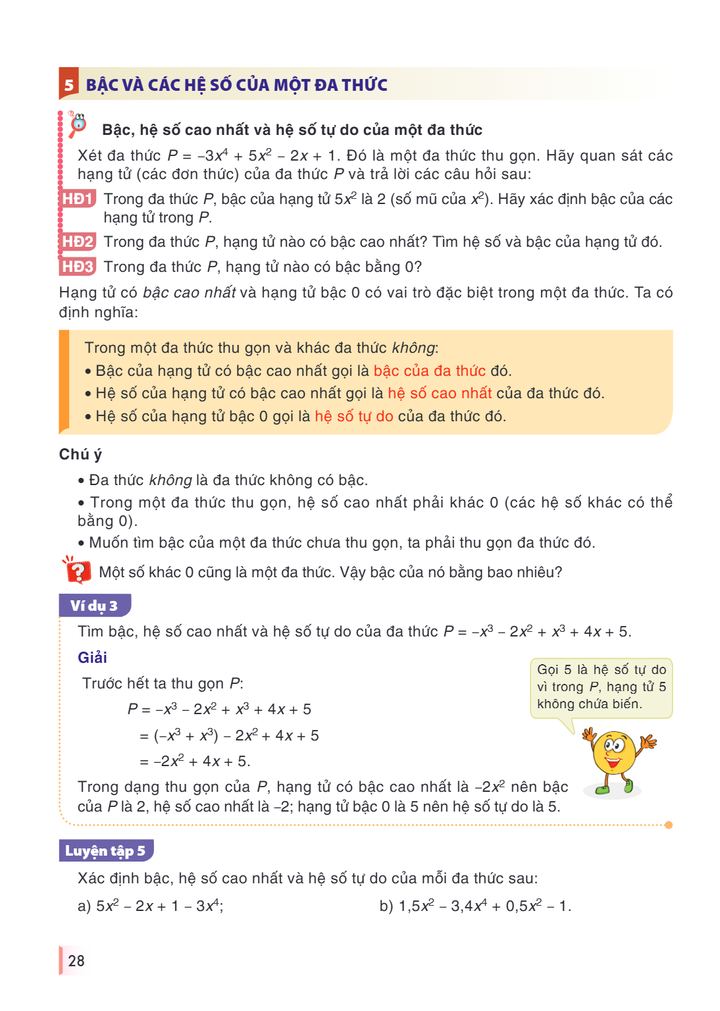 5 BẬC VÀ CÁC HỆ SỐ CỦA MỘT ĐA THỨC
Bậc, hệ số cao nhất và hệ số tự do của một đa thức
Xét đa thức P = –3x⁴ + 5x² – 2x + 1. Đó là một đa thức thu gọn. Hãy quan sát các
hạng tử (các đơn thức) của đa thức P và trả lời các câu hỏi sau:
HĐ1 Trong đa thức P, bậc của hạng tử 5x² là 2 (số mũ của x²). Hãy xác định bậc của các
hạng tử trong P.
HĐ2 Trong đa thức P, hạng tử nào có bậc cao nhất? Tìm hệ số và bậc của hạng tử đó.
HĐ3 Trong đa thức P, hạng tử nào có bậc bằng 0?
Hạng tử có bậc cao nhất và hạng tử bậc 0 có vai trò đặc biệt trong một đa thức. Ta có
định nghĩa:
Trong một đa thức thu gọn và khác đa thức không:
• Bậc của hạng tử có bậc cao nhất gọi là bậc của đa thức đó.
• Hệ số của hạng tử có bậc cao nhất gọi là hệ số cao nhất của đa thức đó.
• Hệ số của hạng tử bậc 0 gọi là hệ số tự do của đa thức đó.
Chú ý
• Đa thức không là đa thức không có bậc.
• Trong một đa thức thu gọn, hệ số cao nhất phải khác 0 (các hệ số khác có thể
bằng 0).
• Muốn tìm bậc của một đa thức chưa thu gọn, ta phải thu gọn đa thức đó.
? Một số khác 0 cũng là một đa thức. Vậy bậc của nó bằng bao nhiêu?
Ví dụ 3
Tìm bậc, hệ số cao nhất và hệ số tự do của đa thức P = –x³ – 2x² + x³ + 4x + 5.
Giải
Trước hết ta thu gọn P:
P = –x³ – 2x² + x³ + 4x + 5
= (–x³ + x³) – 2x² + 4x + 5
= –2x² + 4x + 5.
Gọi 5 là hệ số tự do
vì trong P, hạng tử 5
không chứa biến.
Trong dạng thu gọn của P, hạng tử có bậc cao nhất là –2x² nên bậc
của P là 2, hệ số cao nhất là –2; hạng tử bậc 0 là 5 nên hệ số tự do là 5.
Luyện tập 5
Xác định bậc, hệ số cao nhất và hệ số tự do của mỗi đa thức sau:
a) 5x² – 2x + 1 – 3x⁴; b) 1,5x² – 3,4x⁴ + 0,5x² – 1.
28